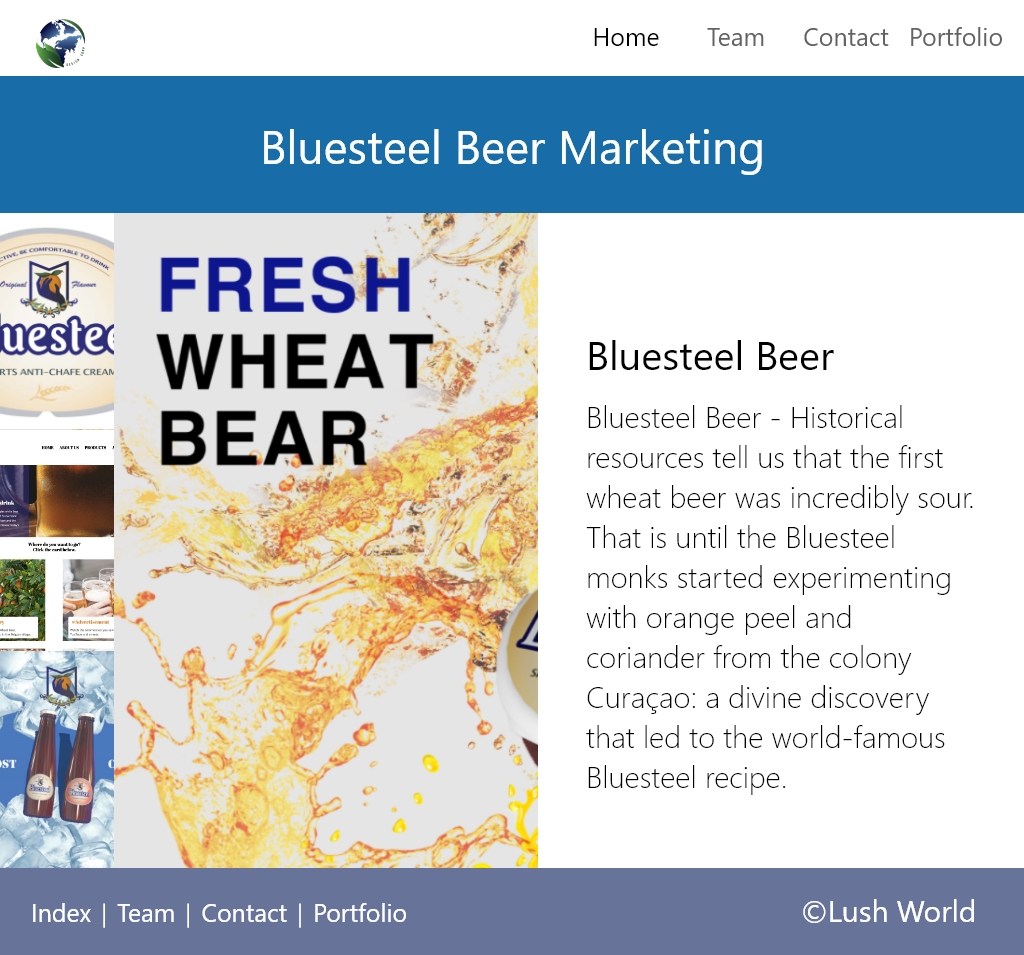 Home Team Contact Portfolio
Bluesteel Beer Marketing
CTIVE, BE COMFORTABLE TO DRINK
Original Flavour
luestee
RTS ANTI-CHAFE CREAM
HOME ABOUT US PRODUCTS
drink
Where do you want to go?
Click the card below.
#Advertisement
OST
FRESH
WHEAT
BEAR
Bluesteel Beer
Bluesteel Beer - Historical
resources tell us that the first
wheat beer was incredibly sour.
That is until the Bluesteel
monks started experimenting
with orange peel and
coriander from the colony
Curaçao: a divine discovery
that led to the world-famous
Bluesteel recipe.
Index | Team | Contact | Portfolio
©Lush World